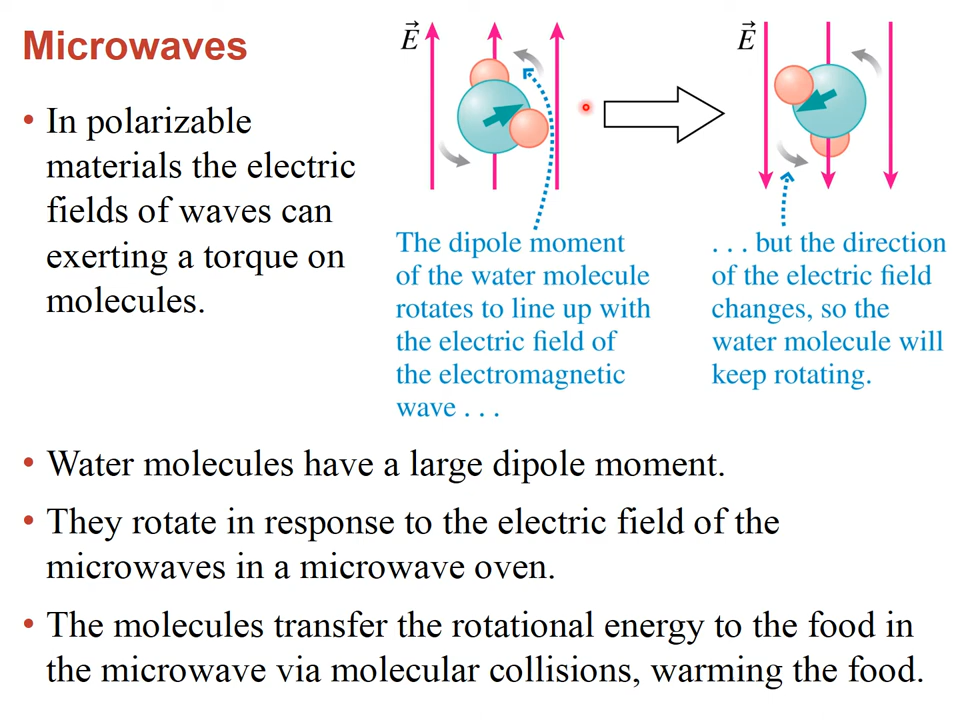 Microwaves
• In polarizable
materials the electric
fields of waves can
exerting a torque on
molecules.
E⃗
E⃗
The dipole moment
of the water molecule
rotates to line up with
the electric field of
the electromagnetic
wave . . .
. . . but the direction
of the electric field
changes, so the
water molecule will
keep rotating.
• Water molecules have a large dipole moment.
• They rotate in response to the electric field of the
microwaves in a microwave oven.
• The molecules transfer the rotational energy to the food in
the microwave via molecular collisions, warming the food.